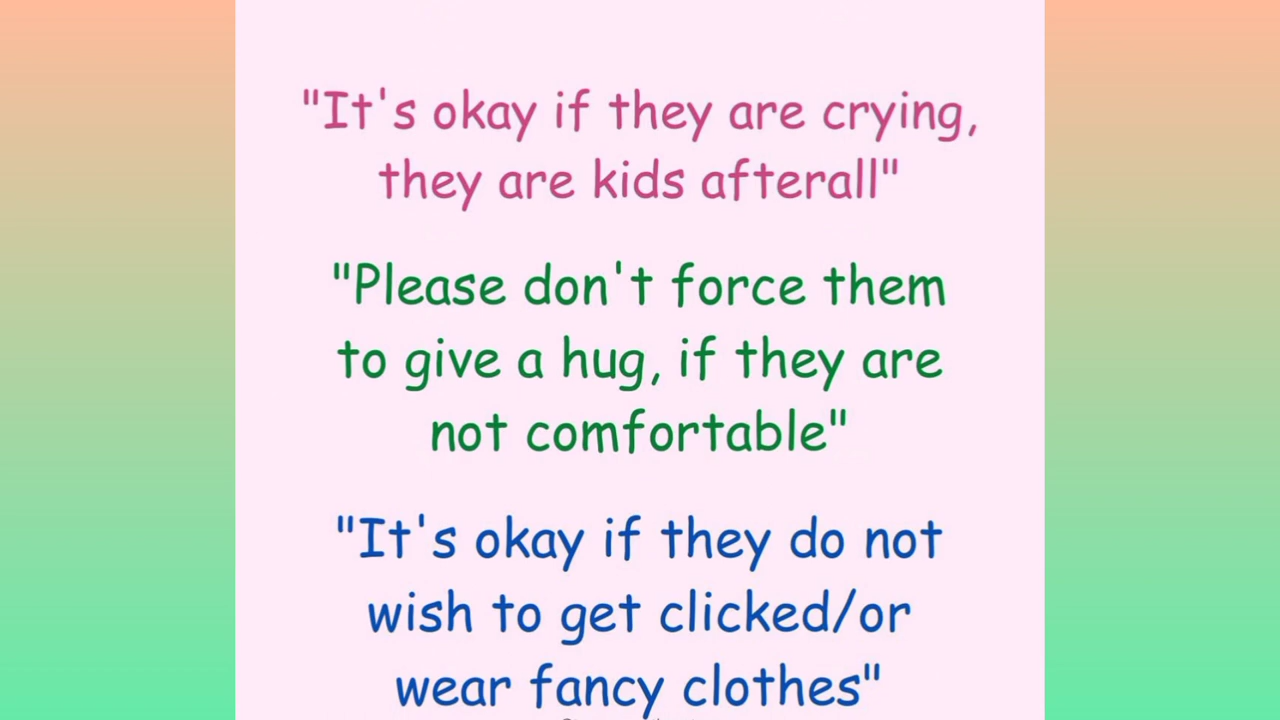 "It's okay if they are crying,
they are kids afterall"
"Please don't force them
to give a hug, if they are
not comfortable"
"It's okay if they do not
wish to get clicked/or
wear fancy clothes"